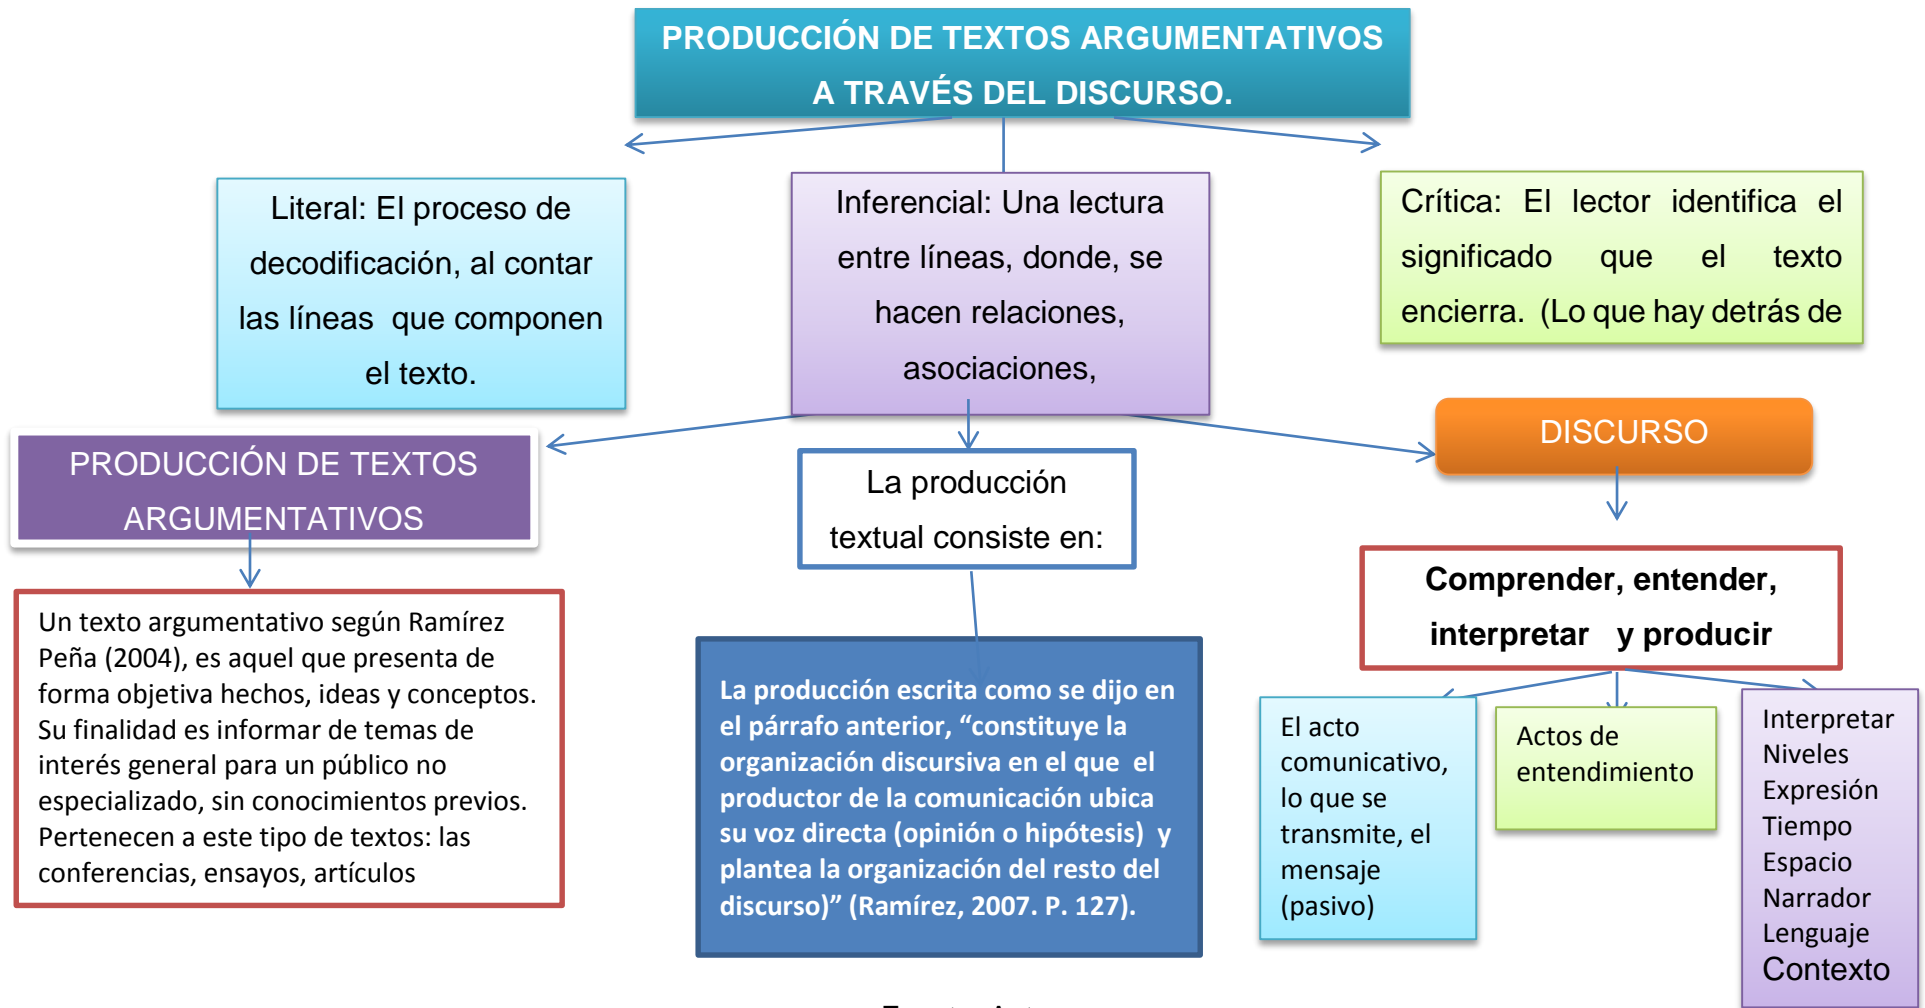 PRODUCCIÓN DE TEXTOS ARGUMENTATIVOS
A TRAVÉS DEL DISCURSO.
Literal: El proceso de
decodificación, al contar
las líneas que componen
el texto.
Inferencial: Una lectura
entre líneas, donde, se
hacen relaciones,
asociaciones,
Crítica: El lector identifica el
significado que el texto
encierra. (Lo que hay detrás de
PRODUCCIÓN DE TEXTOS
ARGUMENTATIVOS
La producción
textual consiste en:
DISCURSO
Un texto argumentativo según Ramírez
Peña (2004), es aquel que presenta de
forma objetiva hechos, ideas y conceptos.
Su finalidad es informar de temas de
interés general para un público no
especializado, sin conocimientos previos.
Pertenecen a este tipo de textos: las
conferencias, ensayos, artículos
La producción escrita como se dijo en
el párrafo anterior, “constituye la
organización discursiva en el que el
productor de la comunicación ubica
su voz directa (opinión o hipótesis) y
plantea la organización del resto del
discurso)” (Ramírez, 2007. P. 127).
Comprender, entender,
interpretar y producir
El acto
comunicativo,
lo que se
transmite, el
mensaje
(pasivo)
Actos de
entendimiento
Interpretar
Niveles
Expresión
Tiempo
Espacio
Narrador
Lenguaje
Contexto